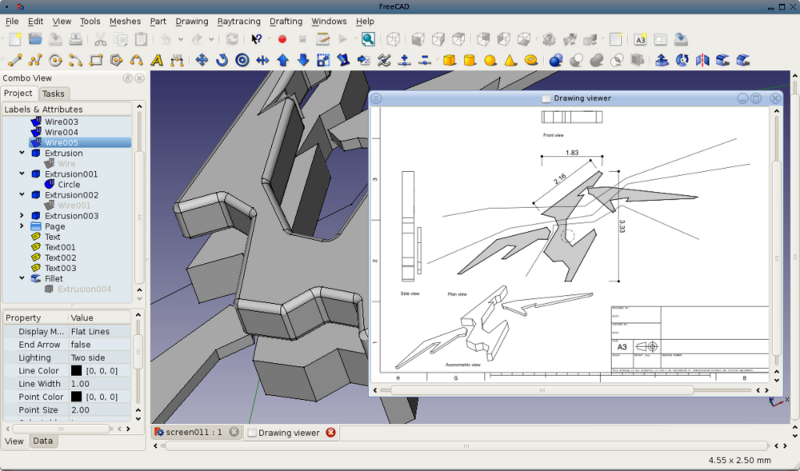 FreeCAD
File Edit View Tools Meshes Part Drawing Raytracing Drafting Windows Help
A3
Combo View
Project Tasks
Labels & Attributes
Wire003
Wire004
Wire005
Extrusion
Wire
Extrusion001
Circle
Extrusion002
Wire001
Extrusion003
Page
Text
Text001
Text002
Text003
Fillet
Extrusion004
Property Value
Display M... Flat Lines
End Arrow false
Lighting Two side
Line Color [0, 0, 0]
Line Width 1.00
Point Color [0, 0, 0]
Point Size 2.00
View Data
Drawing viewer
Front view
1.83
2.16
3.33
3
2
1
Side view
Plan view
Axonometric view
A3
R
G
B
screen011 : 1
Drawing viewer
4.55 x 2.50 mm